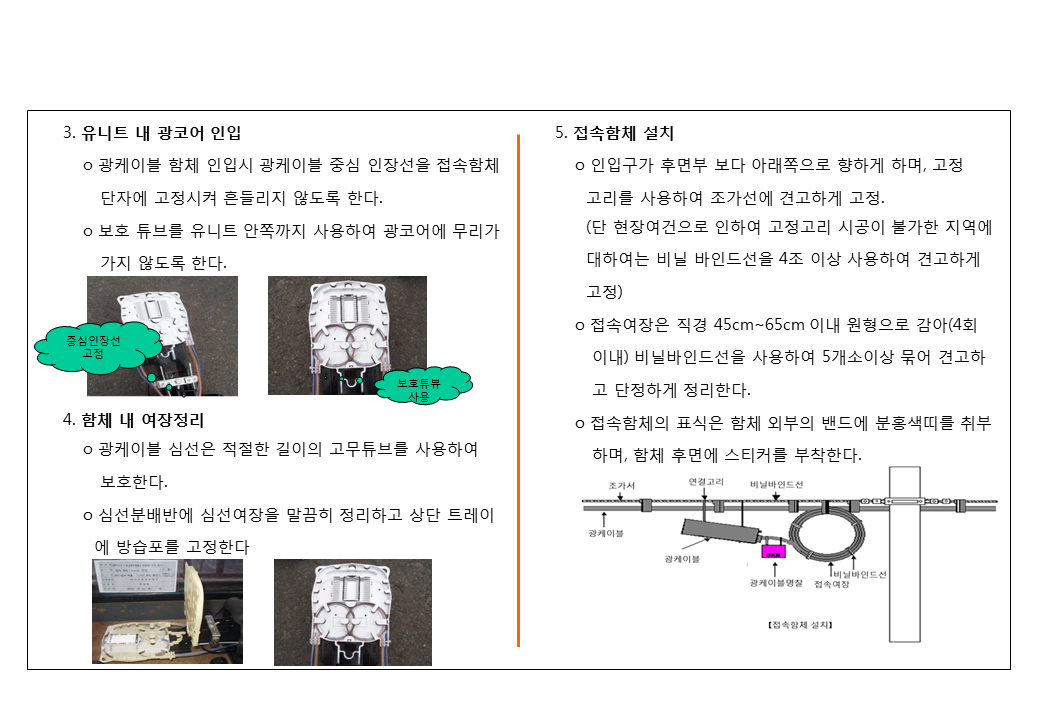 3. 유니트 내 광코어 인입
o 광케이블 함체 인입시 광케이블 중심 인장선을 접속함체
단자에 고정시켜 흔들리지 않도록 한다.
o 보호 튜브를 유니트 안쪽까지 사용하여 광코어에 무리가
가지 않도록 한다.
중심인장선
고정
보호튜뷰
사용
4. 함체 내 여장정리
o 광케이블 심선은 적절한 길이의 고무튜브를 사용하여
보호한다.
o 심선분배반에 심선여장을 말끔히 정리하고 상단 트레이
에 방습포를 고정한다
5. 접속함체 설치
o 인입구가 후면부 보다 아래쪽으로 향하게 하며, 고정
고리를 사용하여 조가선에 견고하게 고정.
(단 현장여건으로 인하여 고정고리 시공이 불가한 지역에
대하여는 비닐 바인드선을 4조 이상 사용하여 견고하게
고정)
o 접속여장은 직경 45cm~65cm 이내 원형으로 감아(4회
이내) 비닐바인드선을 사용하여 5개소이상 묶어 견고하
고 단정하게 정리한다.
o 접속함체의 표식은 함체 외부의 밴드에 분홍색띠를 취부
하며, 함체 후면에 스티커를 부착한다.
조가서
연결고리
비닐바인드선
광케이블
광케이블
광케이블명찰
비닐바인드선
접속여장
【접속함체 설치】